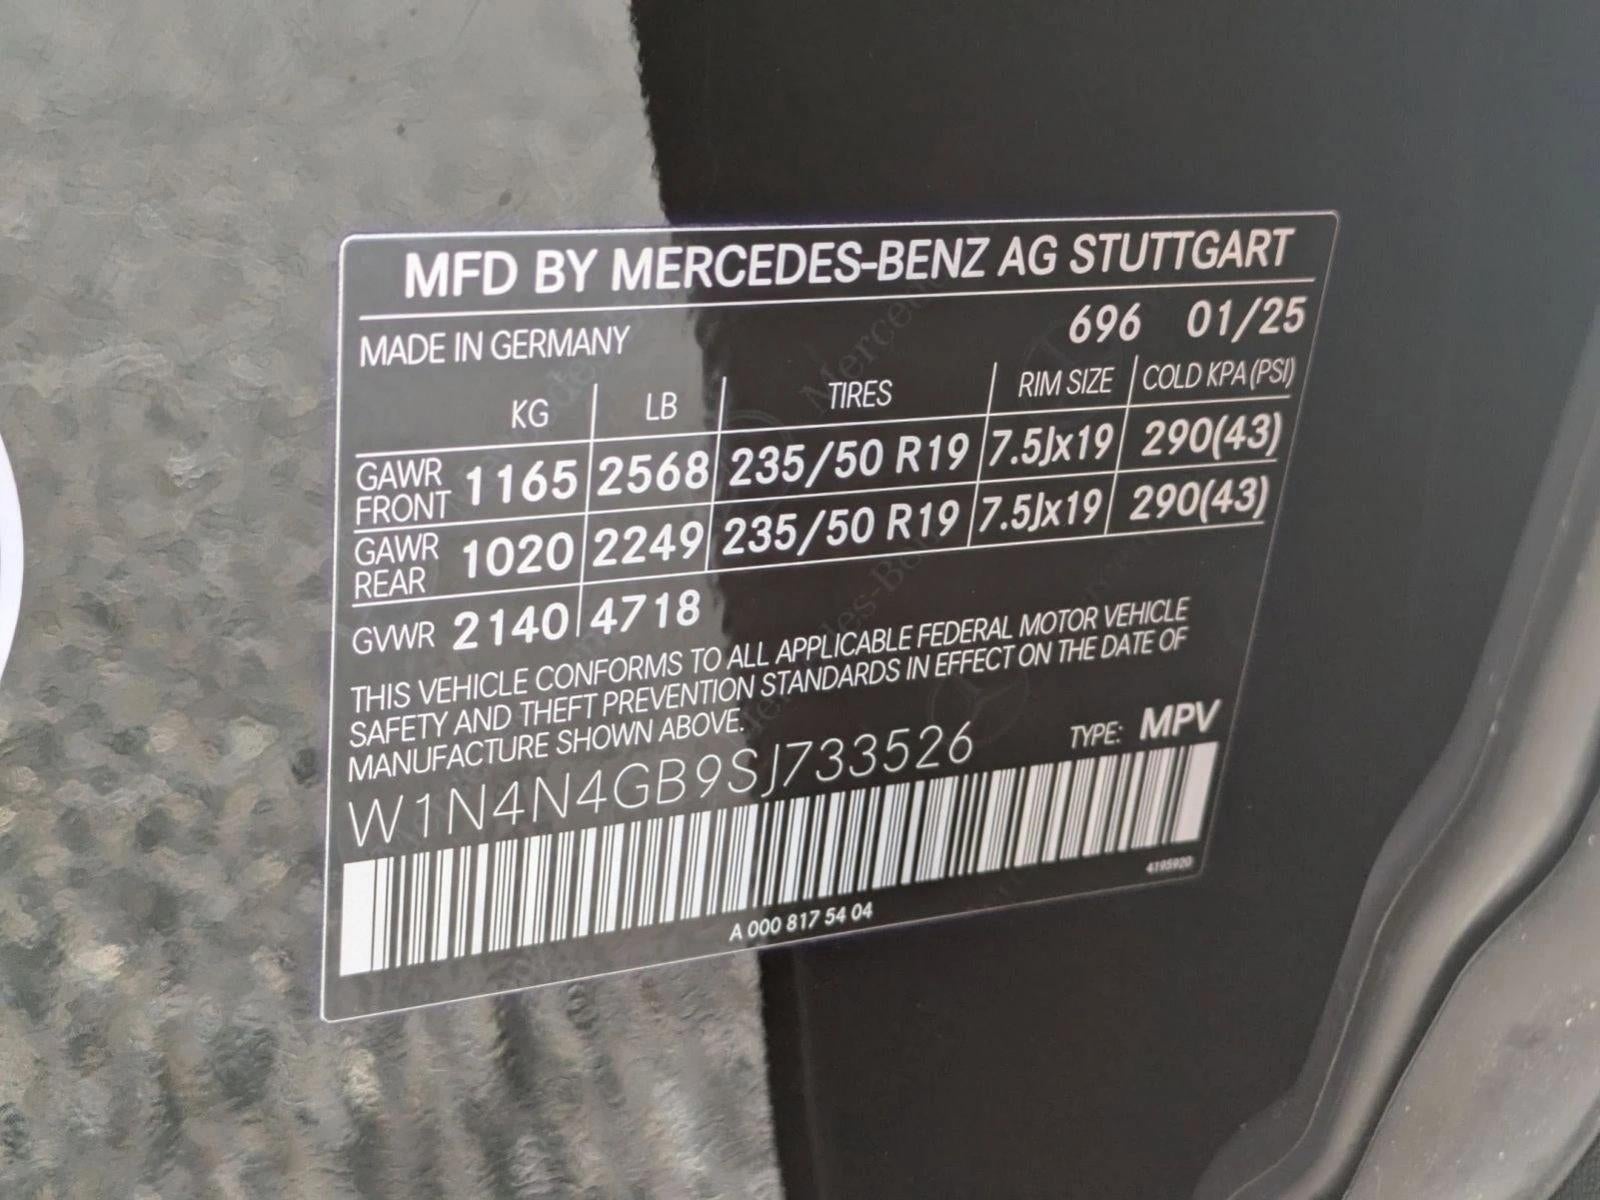 MFD BY MERCEDES-BENZ AG STUTTGART
MADE IN GERMANY 696 01/25
KG LB TIRES RIM SIZE COLD KPA (PSI)
GAWR FRONT 1165 2568 235/50 R19 7.5Jx19 290(43)
GAWR REAR 1020 2249 235/50 R19 7.5Jx19 290(43)
GVWR 2140 4718
THIS VEHICLE CONFORMS TO ALL APPLICABLE FEDERAL MOTOR VEHICLE
SAFETY AND THEFT PREVENTION STANDARDS IN EFFECT ON THE DATE OF
MANUFACTURE SHOWN ABOVE.
W1N4N4GB9SJ733526 TYPE: MPV
4195920
A 000 817 54 04